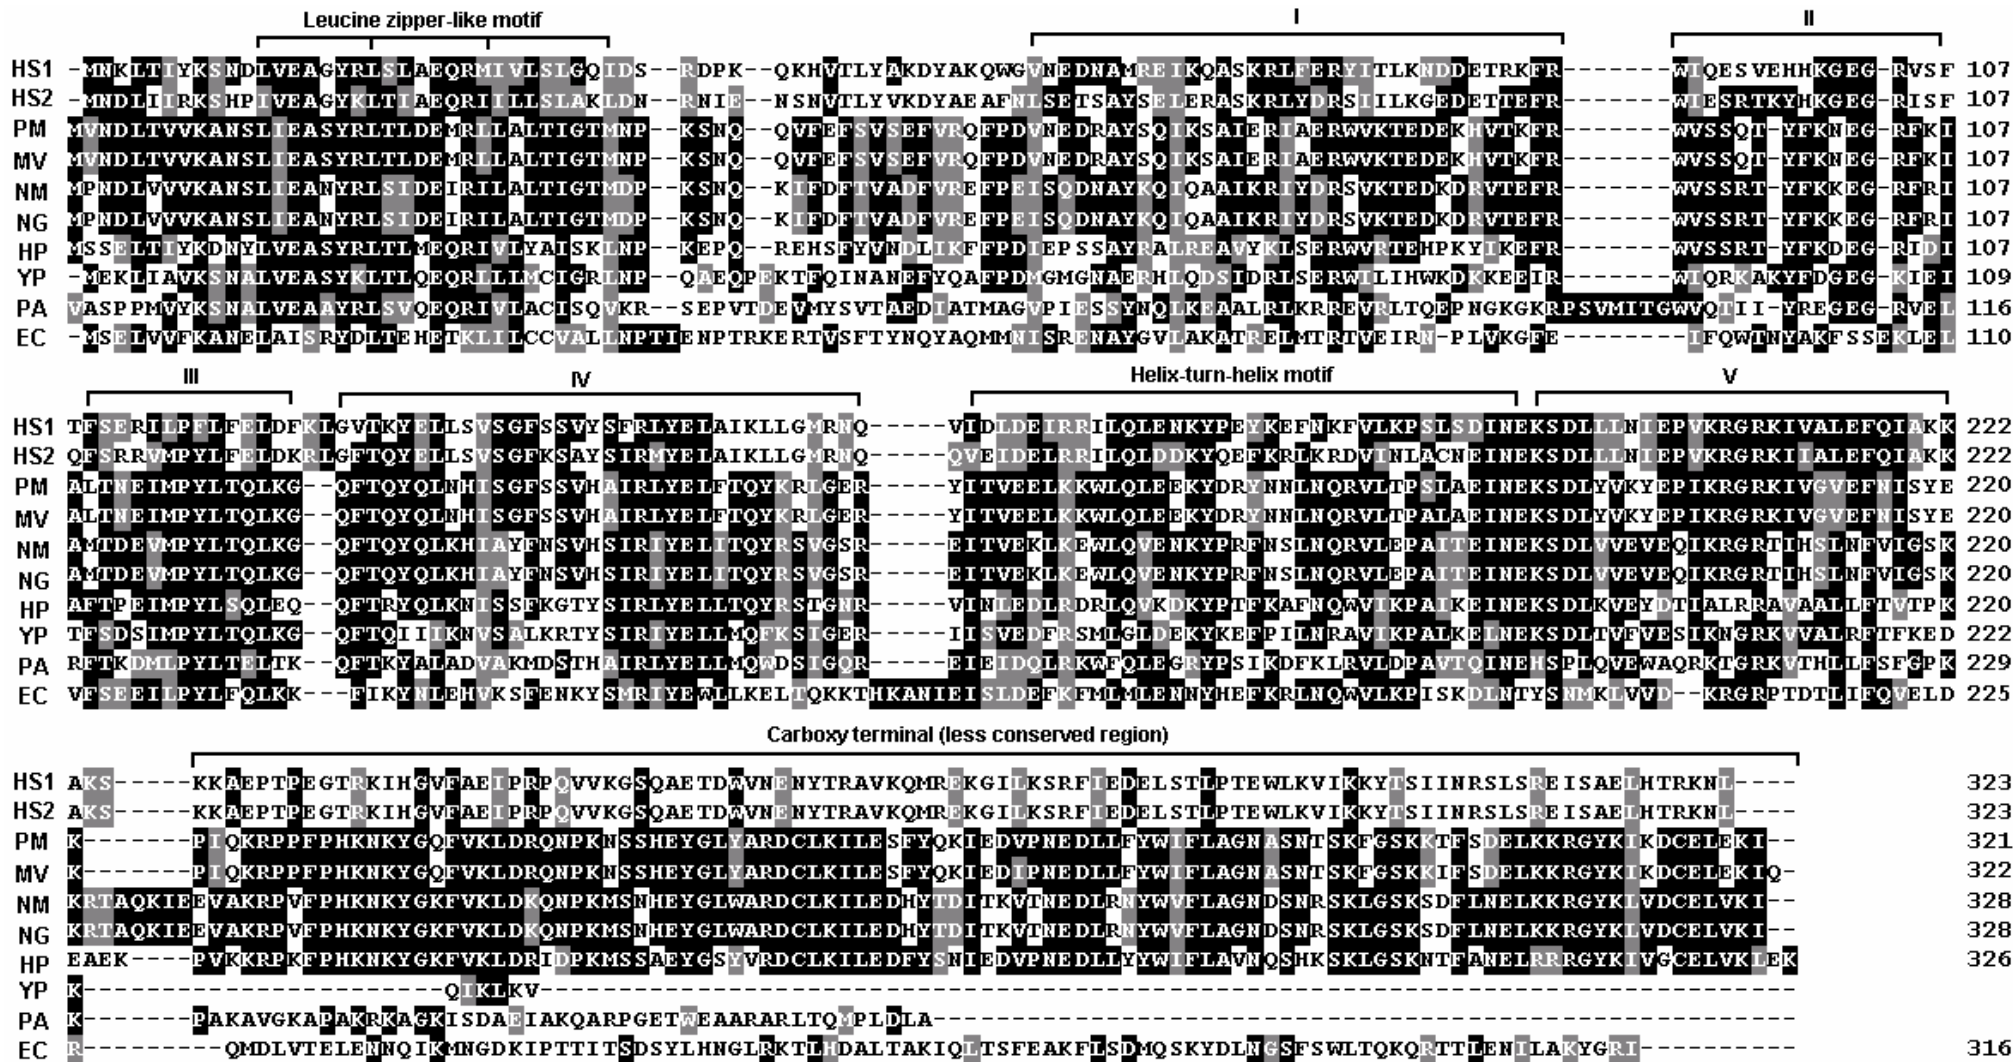 Leucine zipper-like motif I II
HS1 -MNKLTIYKSNDLVEAGYRLSLAEQRMIVLSLGQIDS--RDPK--QKHVTLYAKDYAKQWGVNEDNAMREIKQASKRLFERYITLKNDDETRKFR-------WIQESVEHHKGEG-RVSF 107
HS2 -MNDLIIRKSHPIVEAGYKLTIAEQRIILLSLAKLDN--RNIE--NSNVTLYVKDYAEAFNLSETSAYSELERASKRLYDRSIILKGEDETTEFR-------WIESRTKYHKGEG-RISF 107
PM MVNDLTVVKANSLIEASYRLTLDEMRLLALTIGTMNP--KSNQ--QVFEFSVSEFVRQFPDVNEDRAYSQIKSAIERIAERWVKTEDEKHVTKFR-------WVSSQT-YFKNEG-RFKI 107
MV MVNDLTVVKANSLIEASYRLTLDEMRLLALTIGTMNP--KSNQ--QVFEFSVSEFVRQFPDVNEDRAYSQIKSAIERIAERWVKTEDEKHVTKFR-------WVSSQT-YFKNEG-RFKI 107
NM MPNDLVVVKANSLIEANYRLSIDEIRILALTIGTMDP--KSNQ--KIFDFTVADFVREFPEISQDNAYKQIQAAIKRIYDRSVKTEDKDRVTEFR-------WVSSRT-YFKKEG-RFRI 107
NG MPNDLVVVKANSLIEANYRLSIDEIRILALTIGTMDP--KSNQ--KIFDFTVADFVREFPEISQDNAYKQIQAAIKRIYDRSVKTEDKDRVTEFR-------WVSSRT-YFKKEG-RFRI 107
HP MSSELTIYKDNYLVEASYRLTLMEQRIVLYAISKLNP--KEPQ--REHSFYVNDLIKFFPDIEPSSAYRALREAVYKLSERWVRTEHPKYIKEFR-------WVSSRT-YFKDEG-RIDI 107
YP -MEKLIAVKSNALVEASYKLTLQEQRLLLMCIGRLNP--QAEQPEKTFQINANEFYQAFPDMGMGNAERHLQDSIDRLSERWILIHWKDKKEEIR-------WIQRKAKYFDGEG-KIEI 109
PA VASPPMVYKSNALVEAAYRLSVQEQRIVLACISQVKR--SEPVTDEVMYSVTAEDIATMAGVPIESSYNQLKEAALRLKRREVRLTQEPNGKGKRPSVMITGWVQTII-YREGEG-RVEL 116
EC -MSELVVFKANELAISRYDLTEHETKLILCCVALLNPTIENPTRKERTVSFTYNQYAQMMNISRENAYGVLAKATRELMTRTVEIRN-PLVKGFE--------IFQWTNYAKFSSEKLEL 110
III IV Helix-turn-helix motif V
HS1 TFSERILPFLFELDFKLGVTKYELLSVSGFSSVYSFRLYELAIKLLGMRNQ-----VIDLDEIRRILQLENKYPEYKEFNKFVLKPSLSDINEKSDLLLNIEPVKRGRKIVALEFQIAKK 222
HS2 QFSRRVMPYLFELDKRLGFTQYELLSVSGFKSAYSIRMYELAIKLLGMRNQ-----QVEIDELRRILQLDDKYQEFKRLKRDVINLACNEINEKSDLLLNIEPVKRGRKIIALEFQIAKK 222
PM ALTNEIMPYLTQLKG--QFTQYQLNHISGFSSVHAIRLYELFTQYKRLGER-----YITVEELKKWLQLEEKYDRYNNLNQRVLTPSLAEINEKSDLYVKYEPIKRGRKIVGVEFNISYE 220
MV ALTNEIMPYLTQLKG--QFTQYQLNHISGFSSVHAIRLYELFTQYKRLGER-----YITVEELKKWLQLEEKYDRYNNLNQRVLTPALAEINEKSDLYVKYEPIKRGRKIVGVEFNISYE 220
NM AMTDEVMPYLTQLKG--QFTQYQLKHIAYFNSVHSIRIYELITQYRSVGSR-----EITVEKLKEWLQVENKYPRFNSLNQRVLEPAITEINEKSDLVVEVEQIKRGRTIHSLNFVIGSK 220
NG AMTDEVMPYLTQLKG--QFTQYQLKHIAYFNSVHSIRIYELITQYRSVGSR-----EITVEKLKEWLQVENKYPRFNSLNQRVLEPAITEINEKSDLVVEVEQIKRGRTIHSLNFVIGSK 220
HP AFTPEIMPYLSQLEQ--QFTRYQLKNISSFKGTYSIRLYELLTQYRSTGNR-----VINLEDLRDRLQVKDKYPTFKAFNQWVIKPAIKEINEKSDLKVEYDTIALRRAVAALLFTVTPK 220
YP TFSDSIMPYLTQLKG--QFTQIIIKNVSALKRTYSIRIYELLMQFKSIGER-----IISVEDFRSMLGLDEKYKEFPILNRAVIKPALKELNEKSDLTVFVESIKNGRKVVALRFTFKED 222
PA RFTKDMLPYLTELTK--QFTKYALADVAKMDSTHAIRLYELLMQWDSIGQR-----EIEIDQLRKWFQLEGRYPSIKDFKLRVLDPAVTQINEHSPLQVEWAQRKTGRKVTHLLFSFGPK 229
EC VFSEEILPYLFQLKK---FIKYNLEHVKSFENKYSMRIYEWLLKELTQKKTHKANIEISLDEFKFMLMLENNYHEFKRLNQWVLKPISKDLNTYSNMKLVVD--KRGRPTDTLIFQVELD 225
Carboxy terminal (less conserved region)
HS1 AKS-----KKAEPTPEGTRKIHGVFAEIPRPQVVKGSQAETDWVNENYTRAVKQMREKGILKSRFIEDELSTLPTEWLKVIKKYTSIINRSLSREISAELHTRKNL---- 323
HS2 AKS-----KKAEPTPEGTRKIHGVFAEIPRPQVVKGSQAETDWVNENYTRAVKQMREKGILKSRFIEDELSTLPTEWLKVIKKYTSIINRSLSREISAELHTRKNL---- 323
PM K-------PIQKRPPFPHKNKYGQFVKLDRQNPKNSSHEYGLYARDCLKILESFYQKIEDVPNEDLLFYWIFLAGNASNTSKFGSKKTFSDELKKRGYKIKDCELEKI-- 321
MV K-------PIQKRPPFPHKNKYGQFVKLDRQNPKNSSHEYGLYARDCLKILESFYQKIEDIPNEDLLFYWIFLAGNASNTSKFGSKKIFSDELKKRGYKIKDCELEKIQ- 322
NM KRTAQKIEEVAKRPVFPHKNKYGKFVKLDKQNPKMSNHEYGLWARDCLKILEDHYTDITKVTNEDLRNYWVFLAGNDSNRSKLGSKSDFLNELKKRGYKLVDCELVKI-- 328
NG KRTAQKIEEVAKRPVFPHKNKYGKFVKLDKQNPKMSNHEYGLWARDCLKILEDHYTDITKVTNEDLRNYWVFLAGNDSNRSKLGSKSDFLNELKKRGYKLVDCELVKI-- 328
HP EAEK----PVKKRPKFPHKNKYGKFVKLDRIDPKMSSAEYGSYVRDCLKILEDFYSNIEDVPNEDLLYYWIFLAVNQSHKSKLGSKNTFANELRRRGYKIVGCELVKLEK 326
YP K-----------------------QIKLKV--------------------------------------------------------------------------------
PA K-------PAKAVGKAPAKRKAGKISDAEIAKQARPGETWEAARARLTQMPLDLA-------------------------------------------------------
EC R---------QMDLVTELENNQIKMNGDKIPTTITSDSYLHNGLRKTLHDALTAKIQLTSFEAKFLSDMQSKYDLNGSFSWLTQKQRTTLENILAKYGRI---------- 316